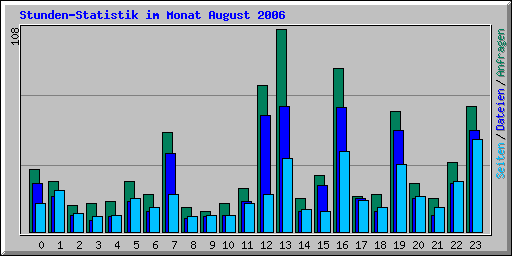 Stunden-Statistik im Monat August 2006
108
0 1 2 3 4 5 6 7 8 9 10 11 12 13 14 15 16 17 18 19 20 21 22 23
Seiten / Dateien / Anfragen